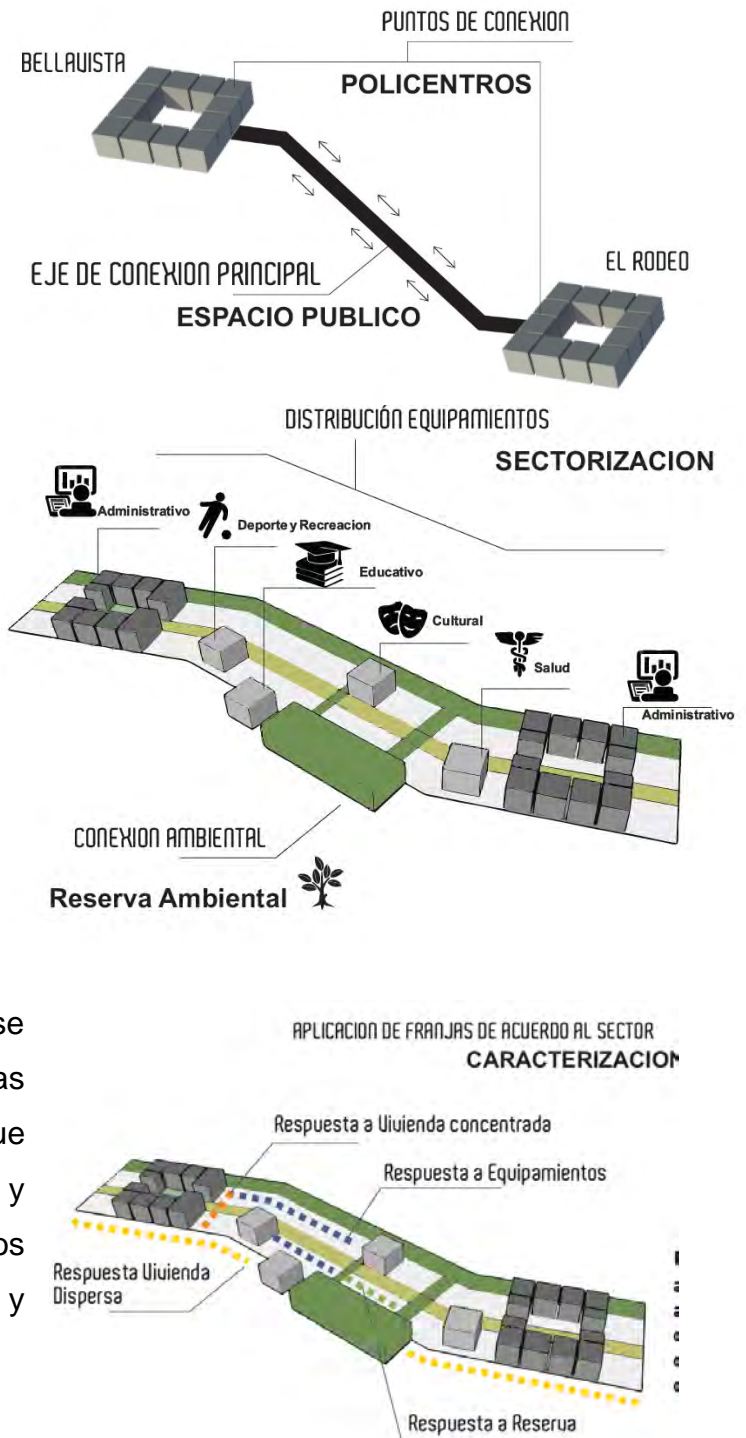 PUNTOS DE CONEXION
BELLAVISTA
POLICENTROS
EL RODEO
EJE DE CONEXION PRINCIPAL
ESPACIO PUBLICO
DISTRIBUCIÓN EQUIPAMIENTOS
SECTORIZACION
Administrativo
Deporte y Recreacion
Educativo
Cultural
Salud
Administrativo
CONEXION AMBIENTAL
Reserva Ambiental
se
as
ue
y
os
y
APLICACION DE FRANJAS DE ACUERDO AL SECTOR
CARACTERIZACION
Respuesta a Vivienda concentrada
Respuesta a Equipamientos
Respuesta Vivienda
Dispersa
Respuesta a Reserva